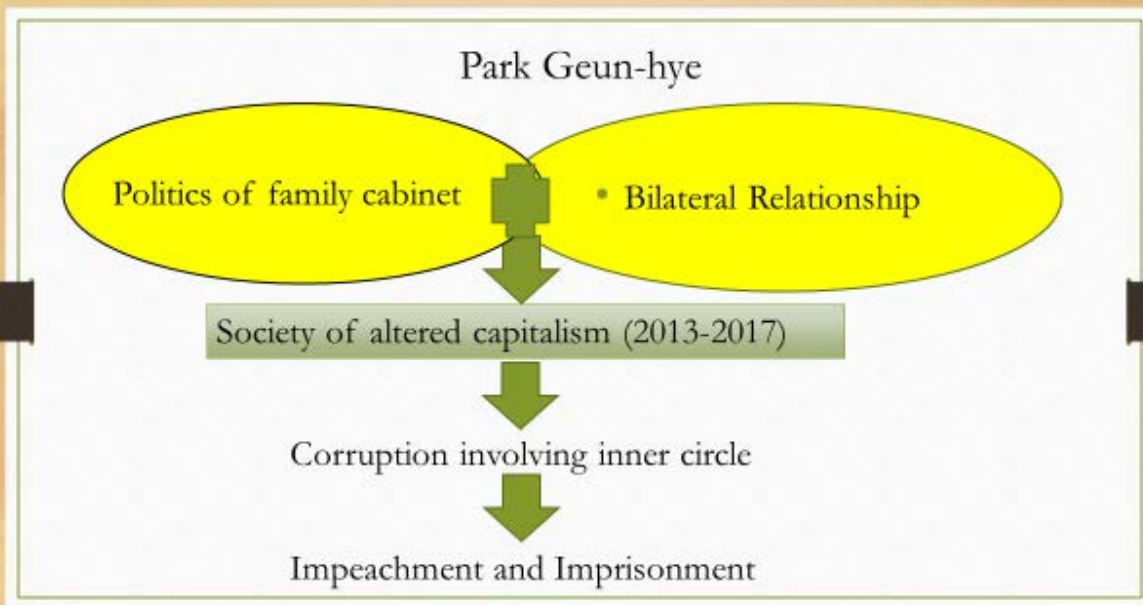 Park Geun-hye
Politics of family cabinet
• Bilateral Relationship
Society of altered capitalism (2013-2017)
Corruption involving inner circle
Impeachment and Imprisonment